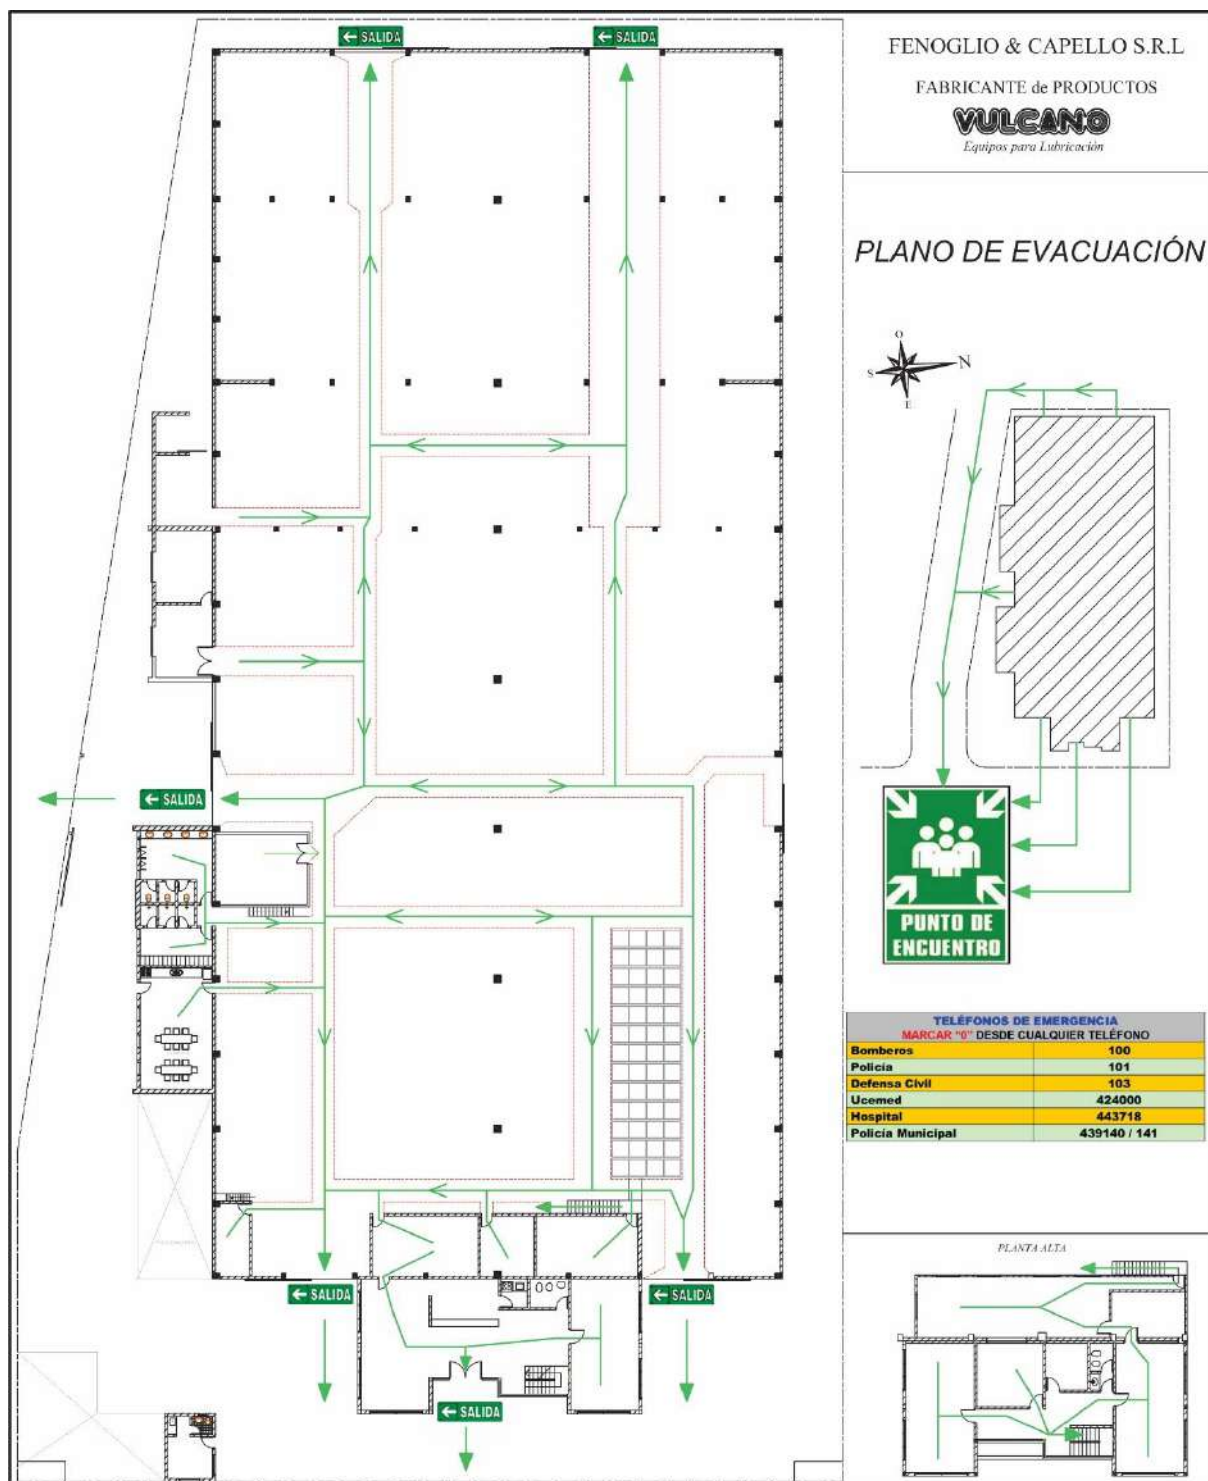 SALIDA
SALIDA
FENOGLIO & CAPELLO S.R.L
FABRICANTE de PRODUCTOS
VULCANO
Equipos para Lubricación
PLANO DE EVACUACIÓN
O
S
N
E
SALIDA
PUNTO DE
ENCUENTRO
TELÉFONOS DE EMERGENCIA
MARCAR "0" DESDE CUALQUIER TELÉFONO
Bomberos 100
Policía 101
Defensa Civil 103
Ucemed 424000
Hospital 443718
Policía Municipal 439140 / 141
PLANTA ALTA
SALIDA
SALIDA
SALIDA